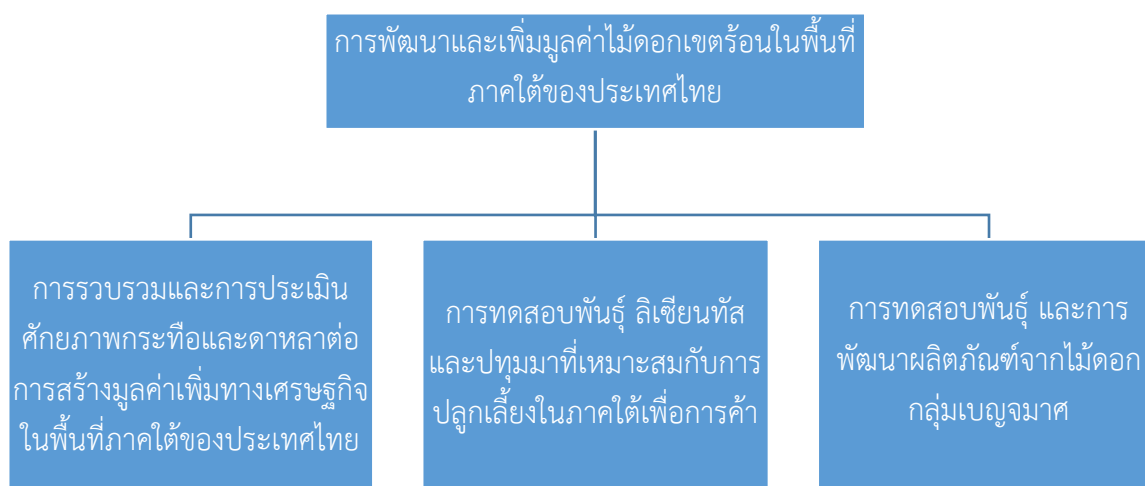 การพัฒนาและเพิ่มมูลค่าไม้ดอกเขตร้อนในพื้นที่
ภาคใต้ของประเทศไทย
การรวบรวมและการประเมิน
ศักยภาพกระทือและดาหลาต่อ
การสร้างมูลค่าเพิ่มทางเศรษฐกิจ
ในพื้นที่ภาคใต้ของประเทศไทย
การทดสอบพันธุ์ ลิเซียนทัส
และปทุมมาที่เหมาะสมกับการ
ปลูกเลี้ยงในภาคใต้เพื่อการค้า
การทดสอบพันธุ์ และการ
พัฒนาผลิตภัณฑ์จากไม้ดอก
กลุ่มเบญจมาศ